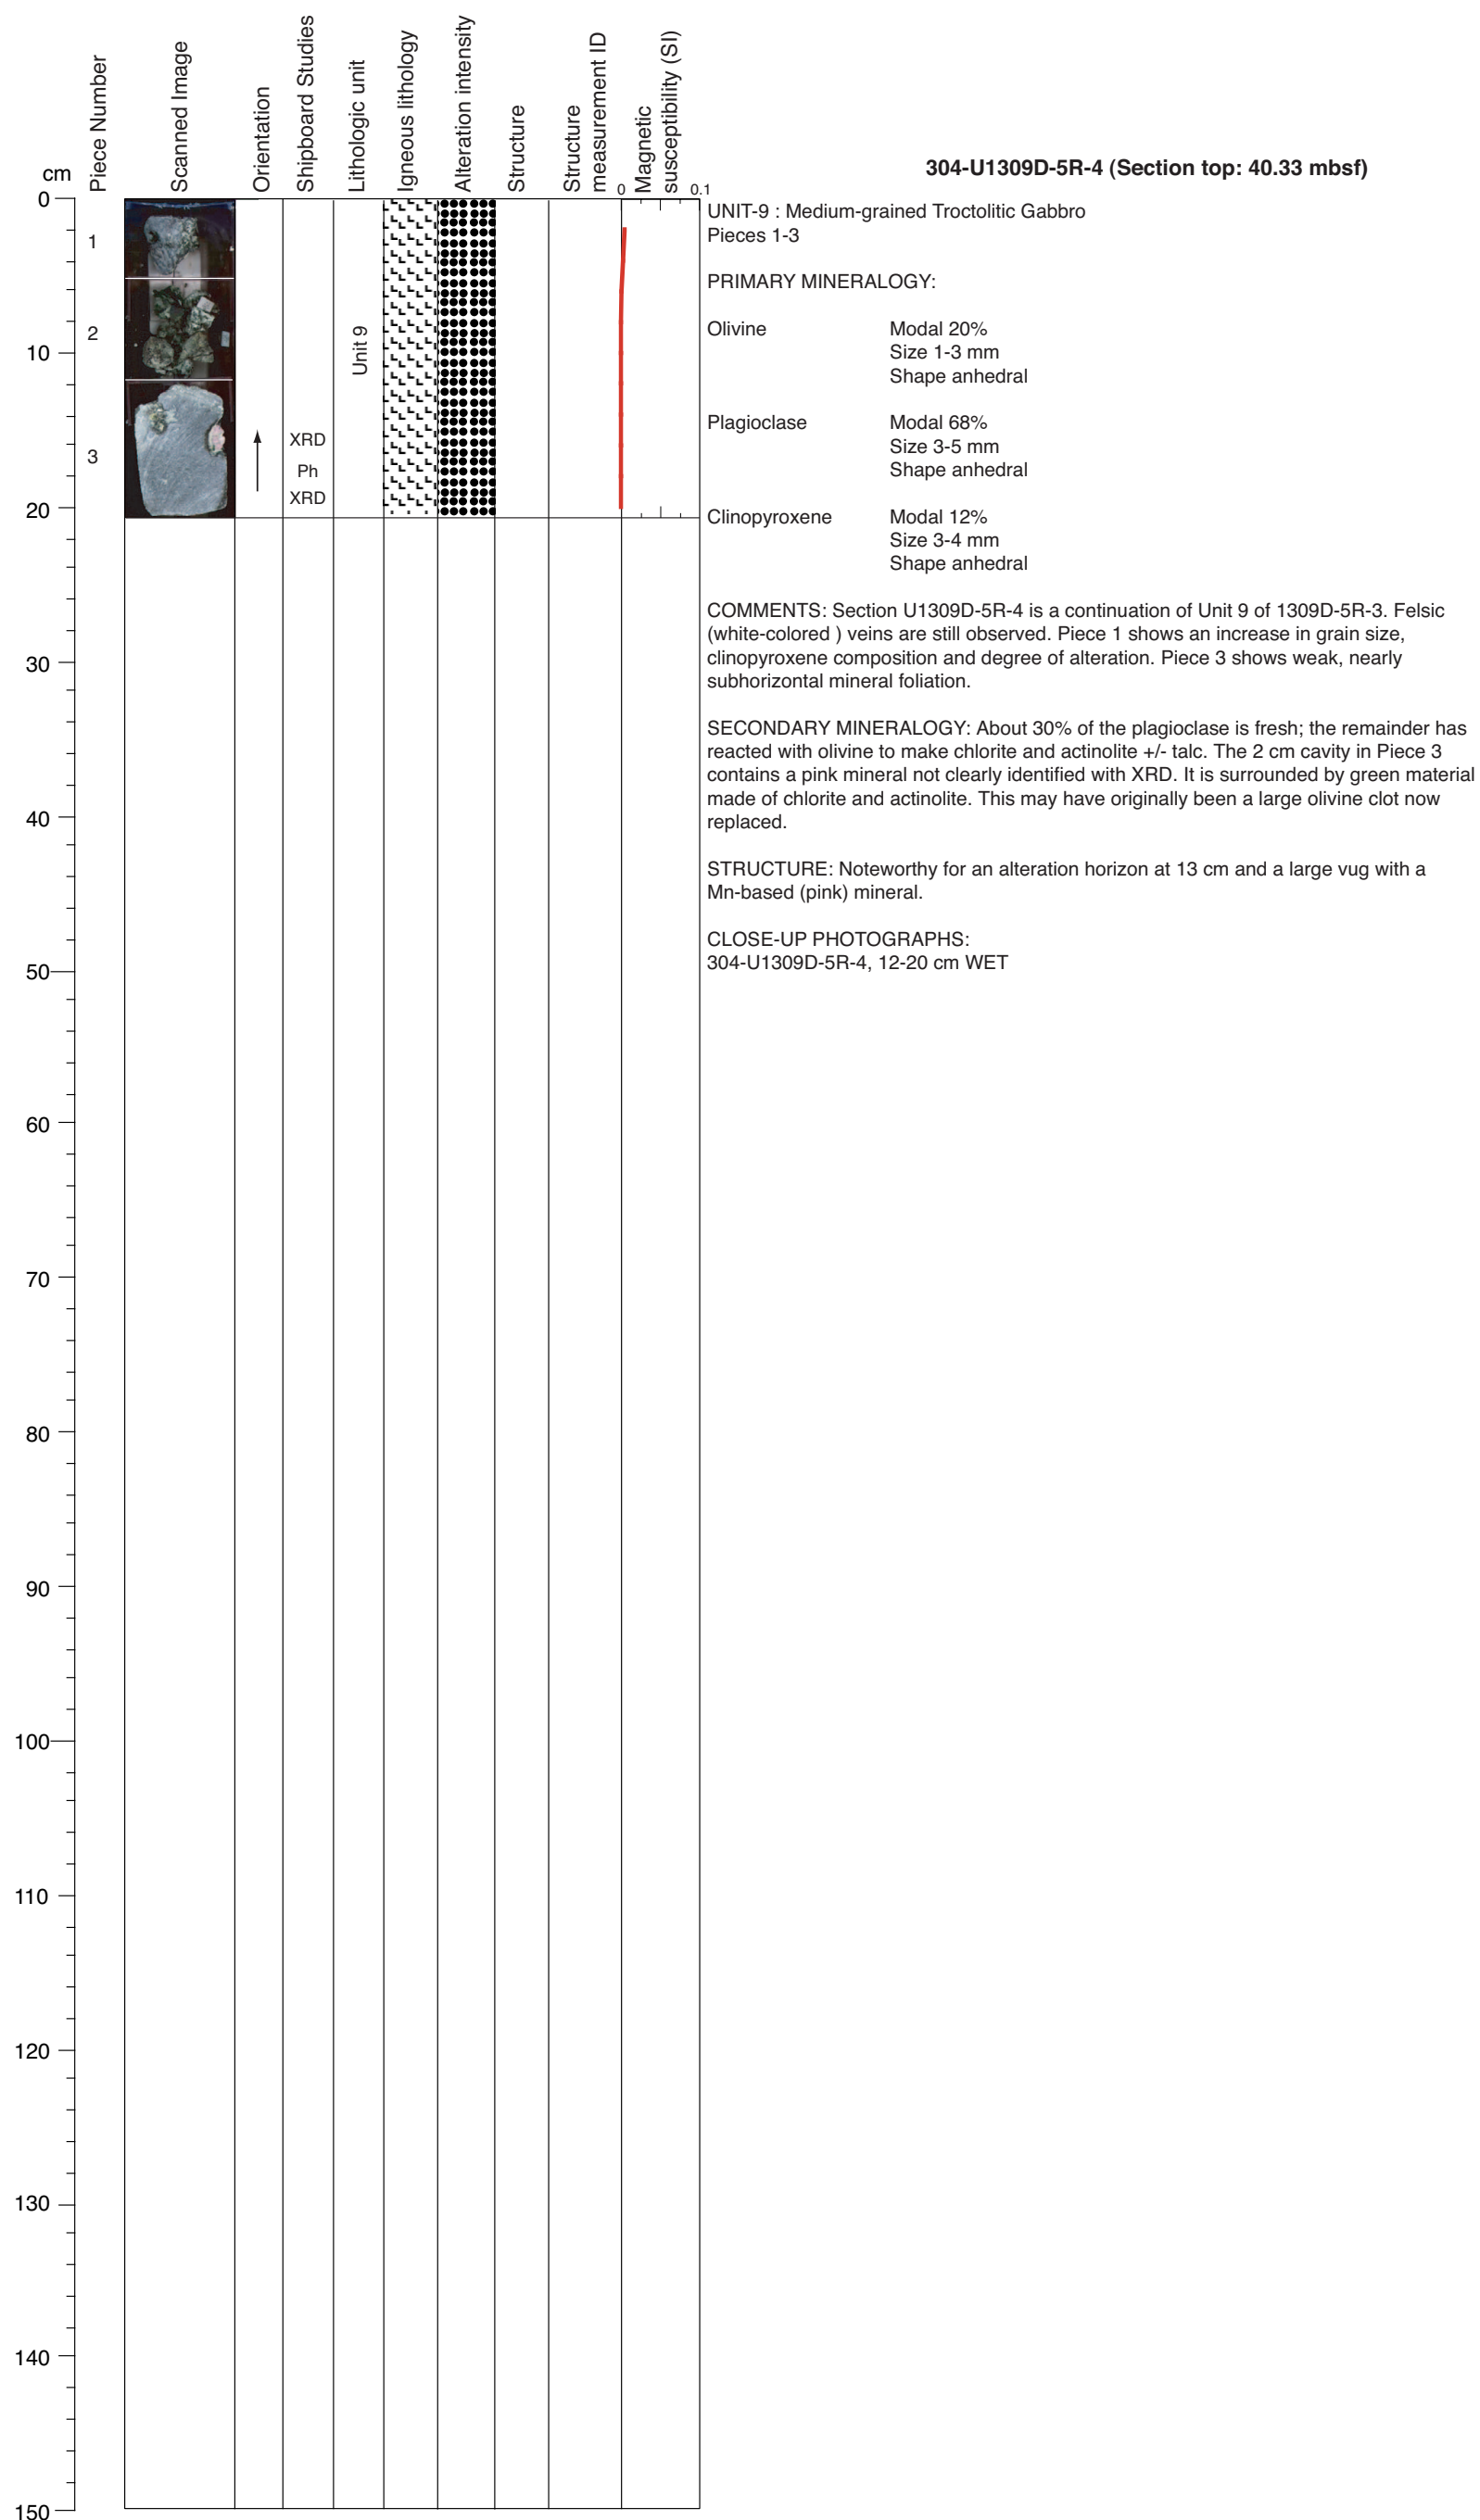 Piece Number
Scanned Image
Orientation
Shipboard Studies
Lithologic unit
Igneous lithology
Alteration intensity
Structure
Structure
measurement ID
Magnetic
susceptibility (SI)
0 0.1
cm
304-U1309D-5R-4 (Section top: 40.33 mbsf)
0
10
20
30
40
50
60
70
80
90
100
110
120
130
140
150
1
2
3
XRD
Ph
XRD
Unit 9
UNIT-9 : Medium-grained Troctolitic Gabbro
Pieces 1-3
PRIMARY MINERALOGY:
Olivine Modal 20%
Size 1-3 mm
Shape anhedral
Plagioclase Modal 68%
Size 3-5 mm
Shape anhedral
Clinopyroxene Modal 12%
Size 3-4 mm
Shape anhedral
COMMENTS: Section U1309D-5R-4 is a continuation of Unit 9 of 1309D-5R-3. Felsic
(white-colored ) veins are still observed. Piece 1 shows an increase in grain size,
clinopyroxene composition and degree of alteration. Piece 3 shows weak, nearly
subhorizontal mineral foliation.
SECONDARY MINERALOGY: About 30% of the plagioclase is fresh; the remainder has
reacted with olivine to make chlorite and actinolite +/- talc. The 2 cm cavity in Piece 3
contains a pink mineral not clearly identified with XRD. It is surrounded by green material
made of chlorite and actinolite. This may have originally been a large olivine clot now
replaced.
STRUCTURE: Noteworthy for an alteration horizon at 13 cm and a large vug with a
Mn-based (pink) mineral.
CLOSE-UP PHOTOGRAPHS:
304-U1309D-5R-4, 12-20 cm WET